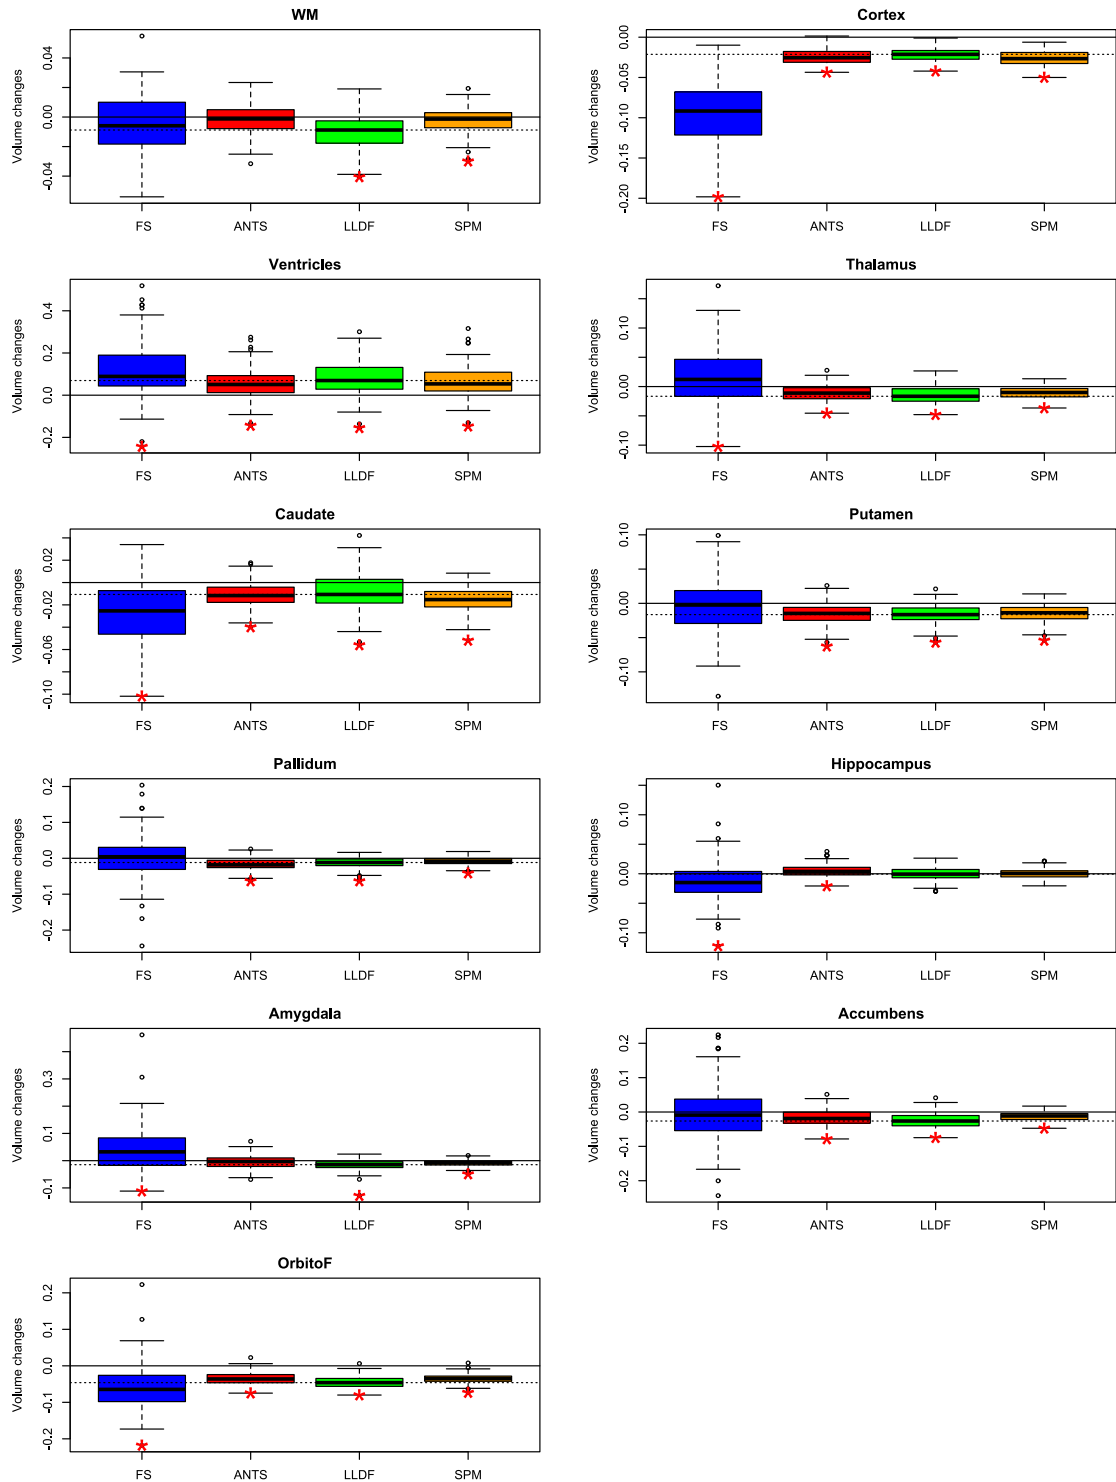 WM
Volume changes
0.04
0.00
-0.04
FS ANTS LLDF SPM
Cortex
Volume changes
0.00
-0.05
-0.10
-0.15
-0.20
FS ANTS LLDF SPM
Ventricles
Volume changes
0.4
0.2
0.0
-0.2
FS ANTS LLDF SPM
Thalamus
Volume changes
0.10
0.00
-0.10
FS ANTS LLDF SPM
Caudate
Volume changes
0.02
-0.02
-0.06
-0.10
FS ANTS LLDF SPM
Putamen
Volume changes
0.10
0.00
-0.10
FS ANTS LLDF SPM
Pallidum
Volume changes
0.2
0.1
0.0
-0.1
-0.2
FS ANTS LLDF SPM
Hippocampus
Volume changes
0.10
0.00
-0.10
FS ANTS LLDF SPM
Amygdala
Volume changes
0.3
0.1
-0.1
FS ANTS LLDF SPM
Accumbens
Volume changes
0.2
0.1
0.0
-0.1
-0.2
FS ANTS LLDF SPM
OrbitoF
Volume changes
0.2
0.1
0.0
-0.1
-0.2
FS ANTS LLDF SPM